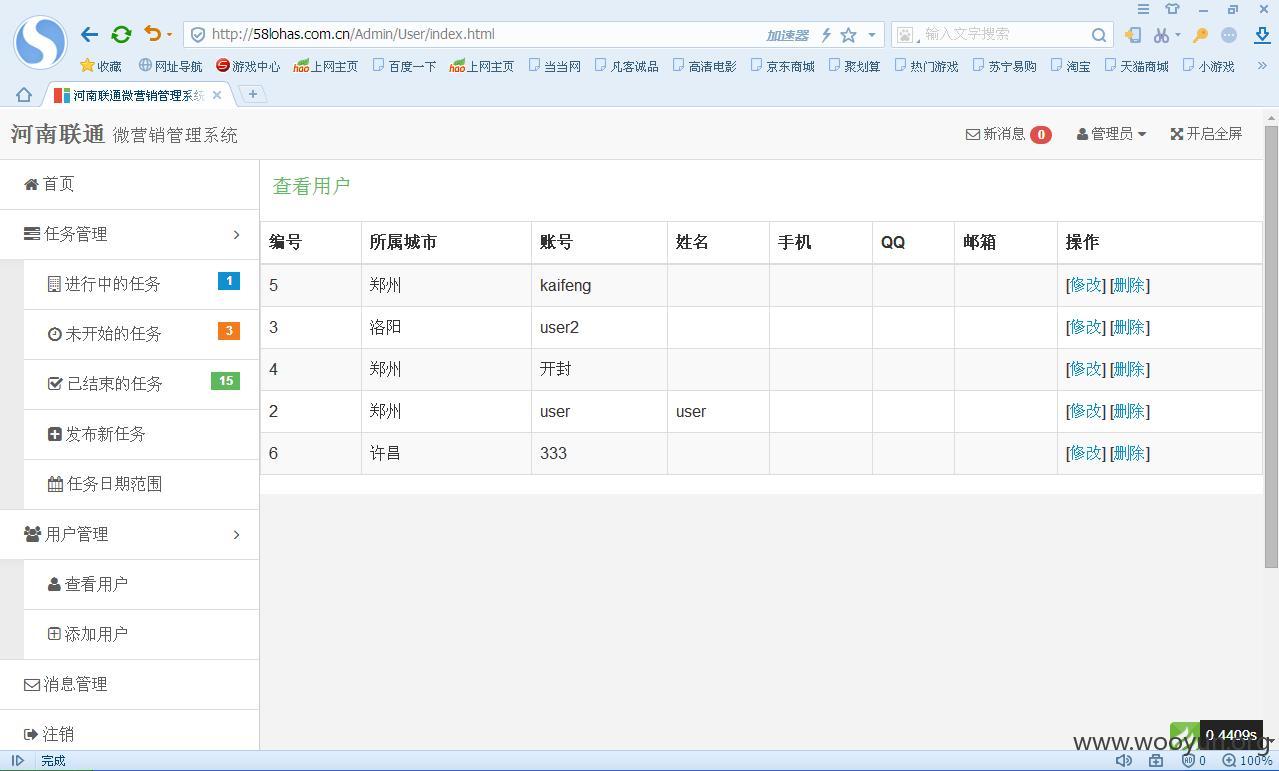 http://58lohas.com.cn/Admin/User/index.html 加速器 输入文字搜索
收藏 网址导航 游戏中心 hao上网主页 百度一下 hao上网主页 当当网 凡客诚品 高清电影 京东商城 聚划算 热门游戏 苏宁易购 淘宝 天猫商城 小游戏
河南联通微营销管理系统
河南联通 微营销管理系统 新消息 0 管理员 开启全屏
首页
任务管理
进行中的任务 1
未开始的任务 3
已结束的任务 15
发布新任务
任务日期范围
用户管理
查看用户
添加用户
消息管理
注销
查看用户
编号 所属城市 账号 姓名 手机 QQ 邮箱 操作
5 郑州 kaifeng [修改] [删除]
3 洛阳 user2 [修改] [删除]
4 郑州 开封 [修改] [删除]
2 郑州 user user [修改] [删除]
6 许昌 333 [修改] [删除]
0.4409s
www.wooyun.org
完成 0 100%